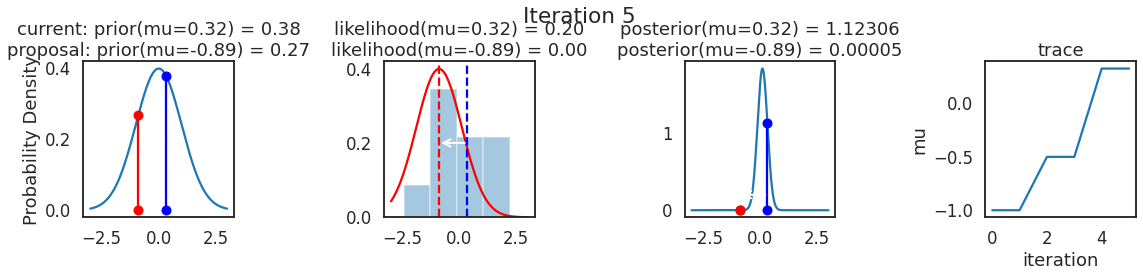 Iteration 5
current: prior(mu=0.32) = 0.38
proposal: prior(mu=-0.89) = 0.27
likelihood(mu=0.32) = 0.20
likelihood(mu=-0.89) = 0.00
posterior(mu=0.32) = 1.12306
posterior(mu=-0.89) = 0.00005
trace
Probability Density
0.4
0.2
0.0
−2.5 0.0 2.5
0.4
0.2
0.0
−2.5 0.0 2.5
1
0
−2.5 0.0 2.5
mu
0.0
−0.5
−1.0
0 2 4
iteration